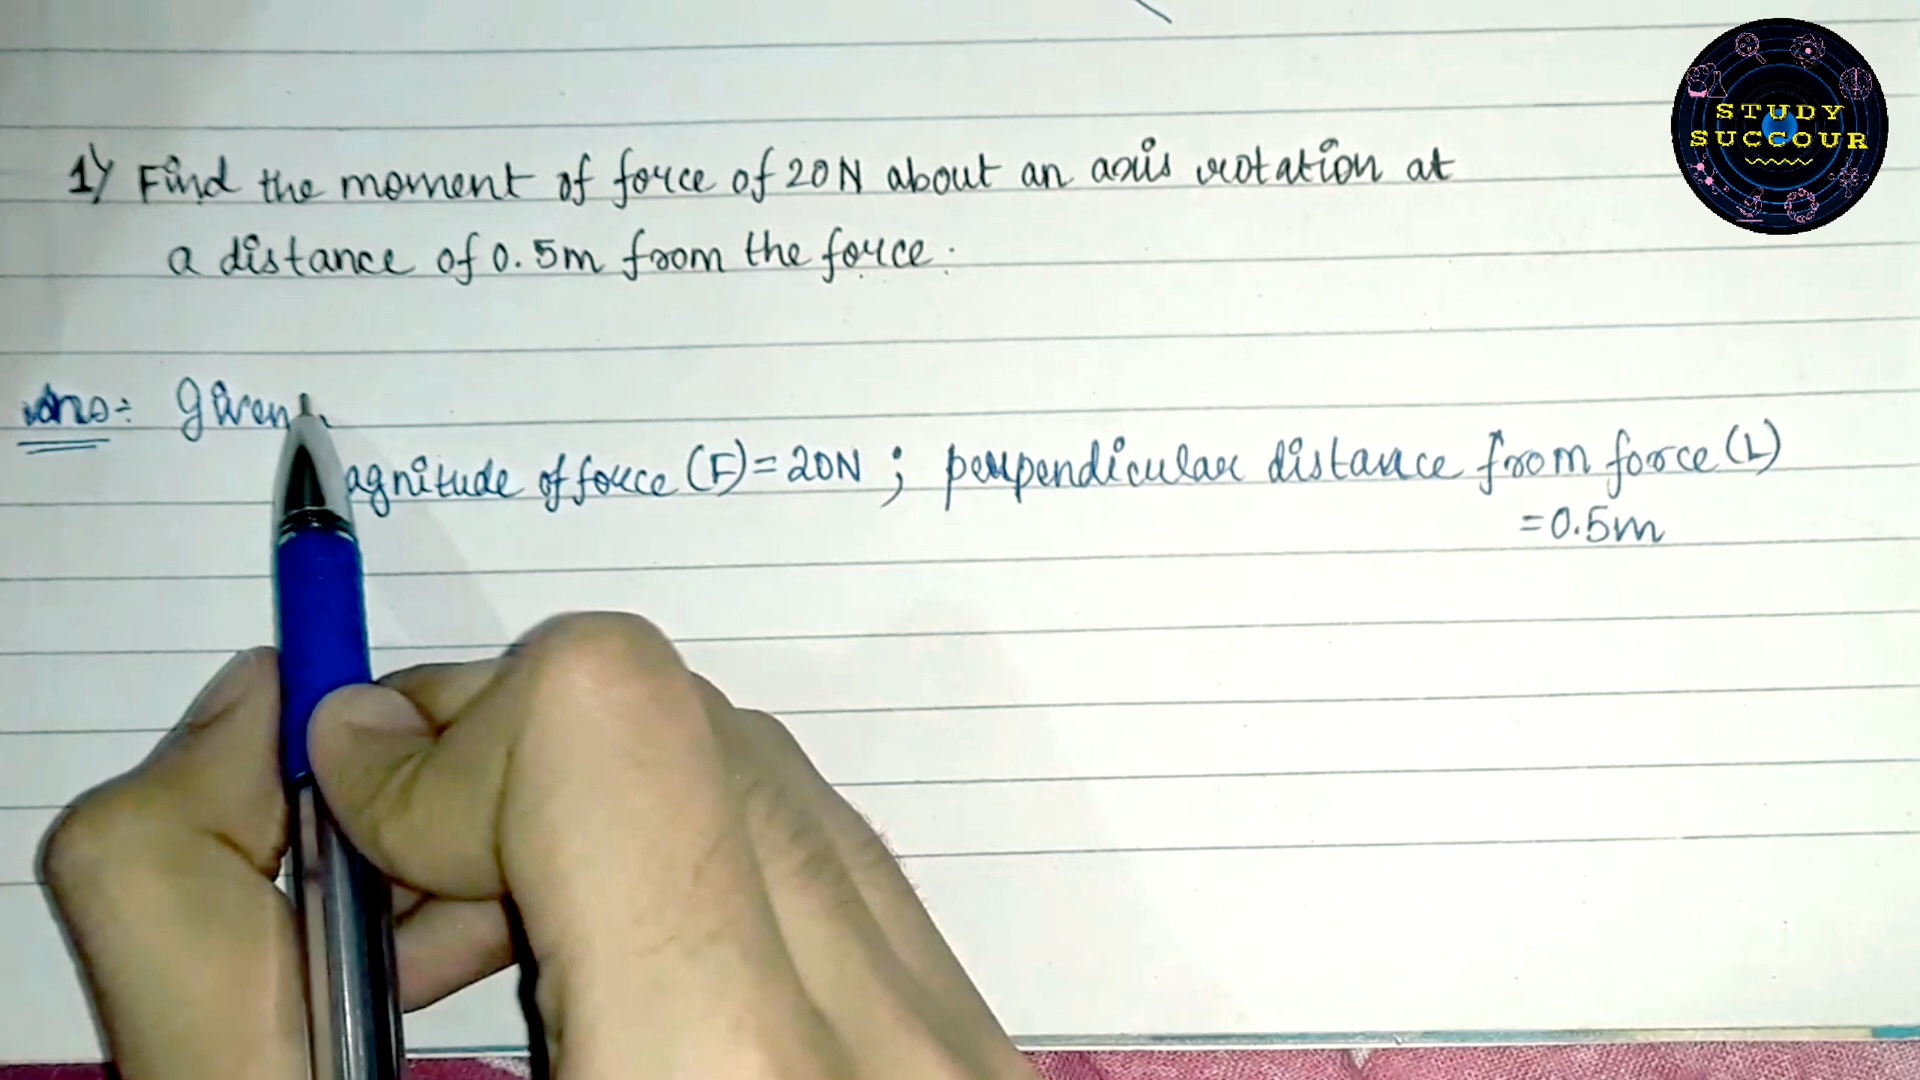 1) Find the moment of force of 20N about an axis rotation at
a distance of 0.5m from the force.
Ans÷ Given
agnitude of force (F) = 20N ; perpendicular distance from force (L)
= 0.5m
STUDY
SUCCOUR